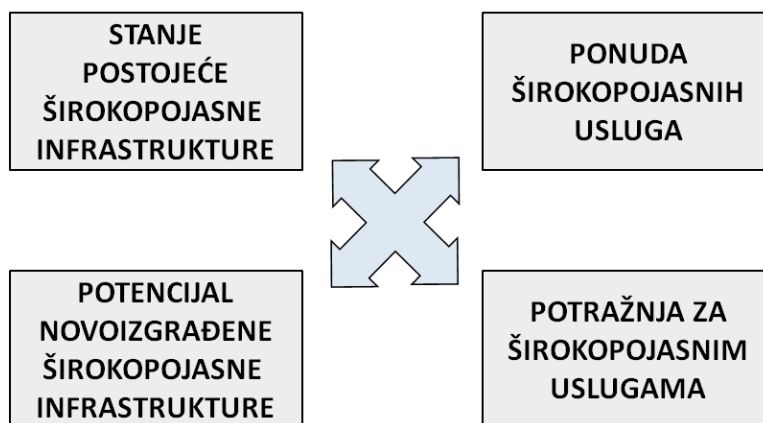 STANJE
POSTOJEĆE
ŠIROKOPOJASNE
INFRASTRUKTURE
PONUDA
ŠIROKOPOJASNIH
USLUGA
POTENCIJAL
NOVOIZGRAĐENE
ŠIROKOPOJASNE
INFRASTRUKTURE
POTRAŽNJA ZA
ŠIROKOPOJASNIM
USLUGAMA